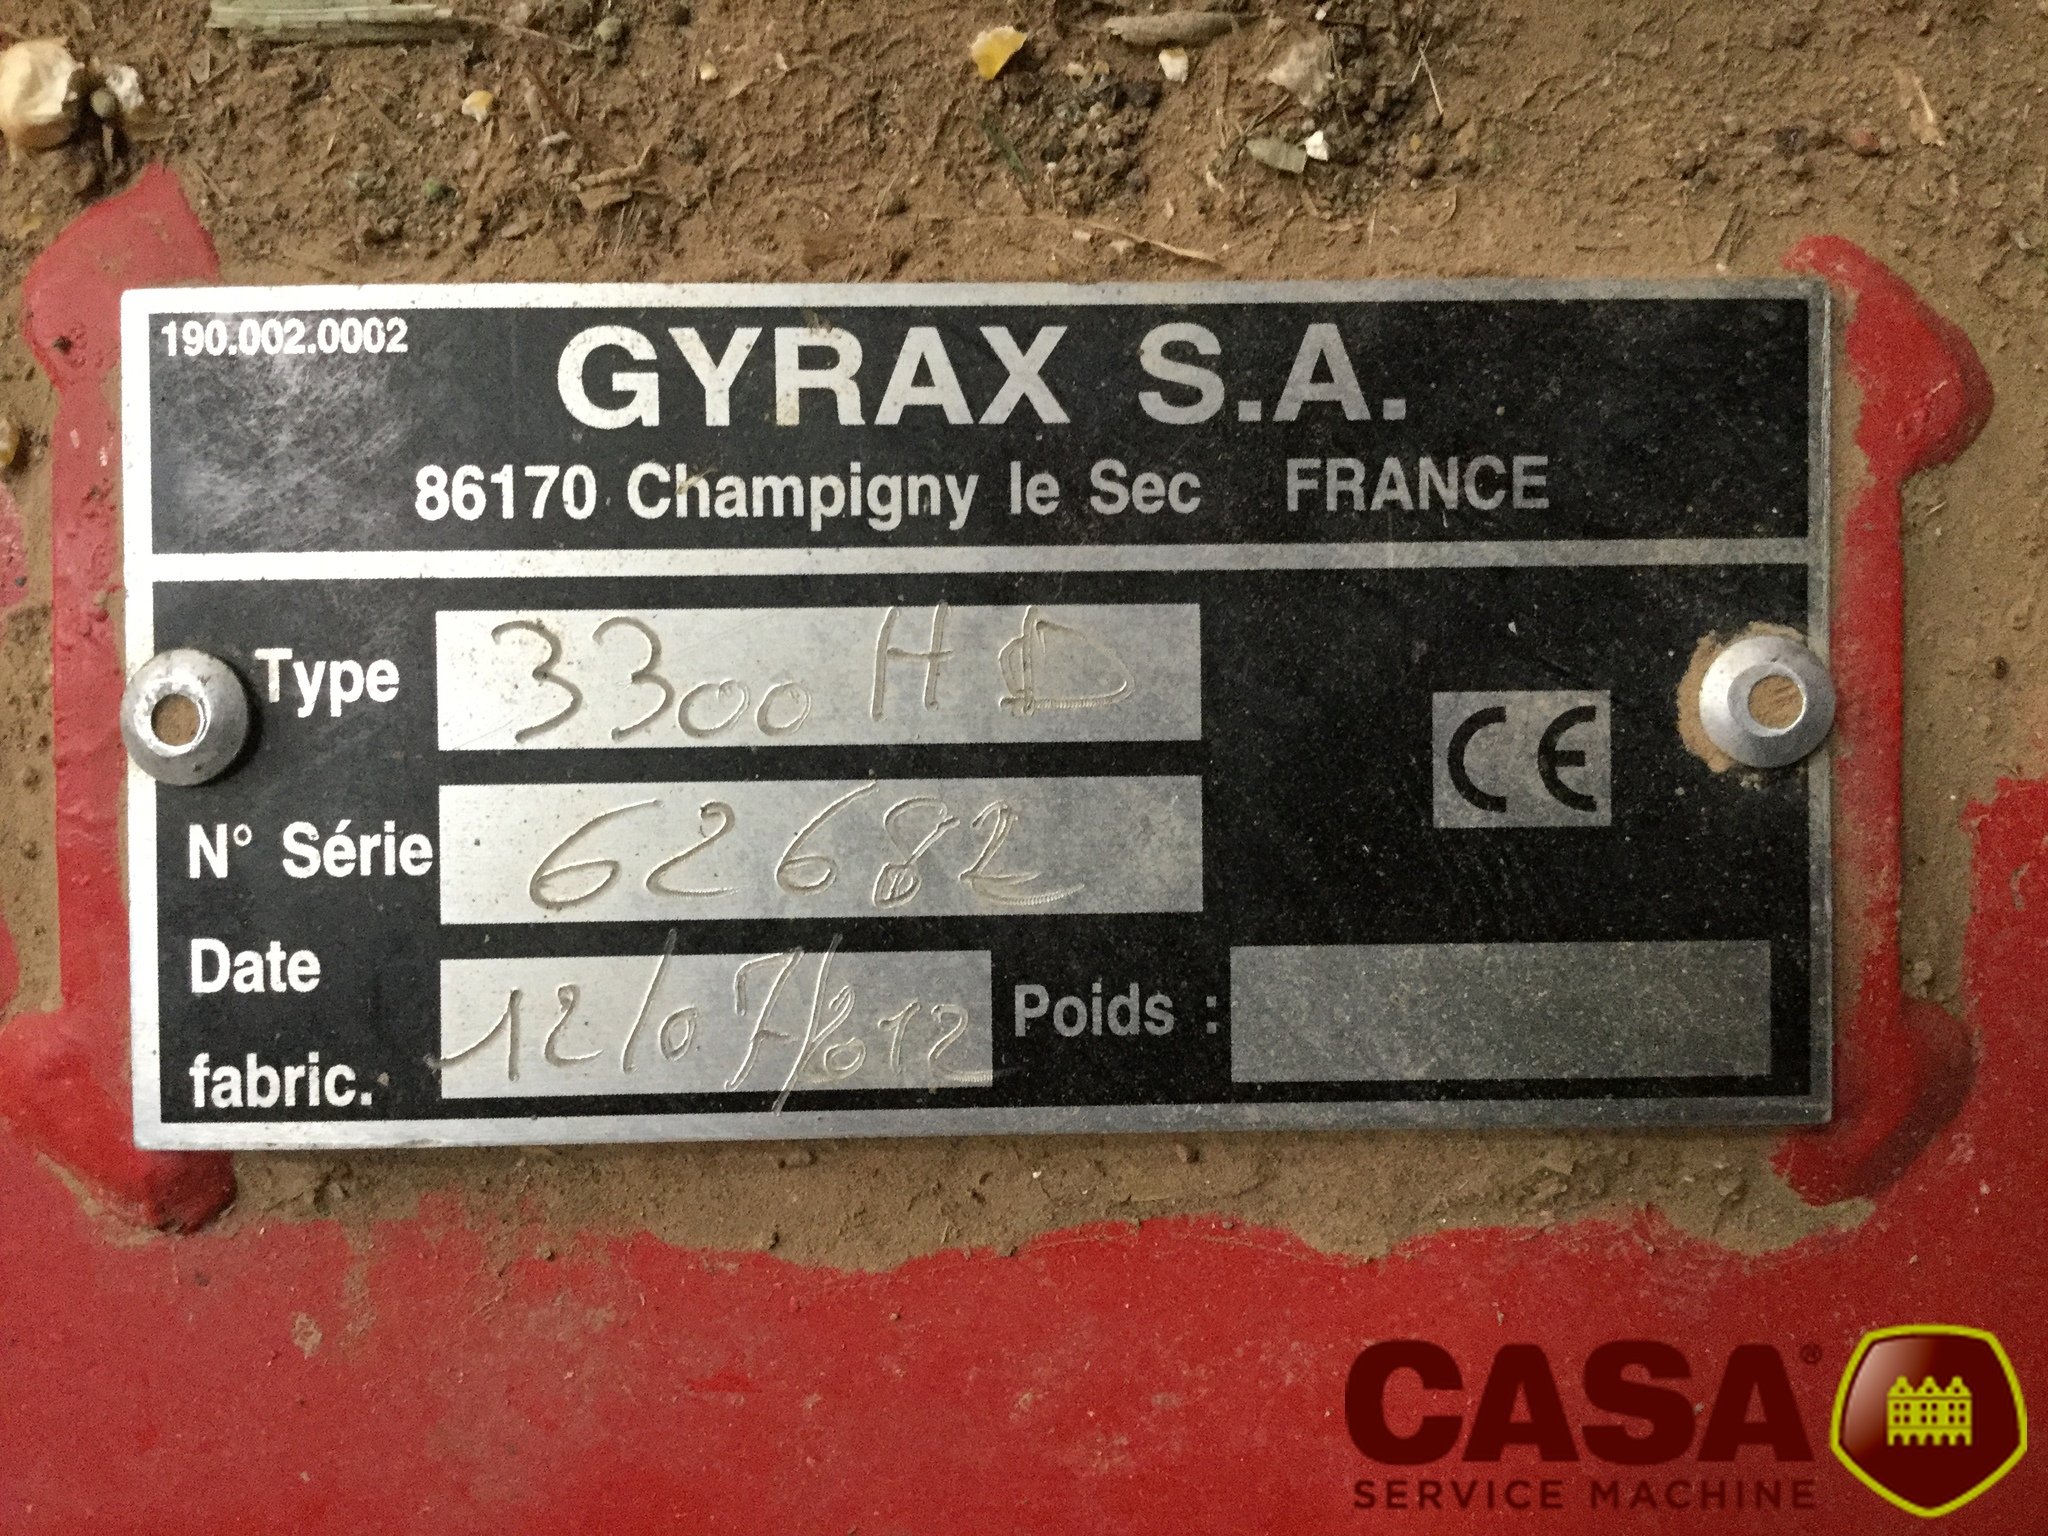 190.002.0002
GYRAX S.A.
86170 Champigny le Sec FRANCE
Type 3300 HD
CE
N° Série 62682
Date fabric. 12/07/2012
Poids :
CASA®
SERVICE MACHINE